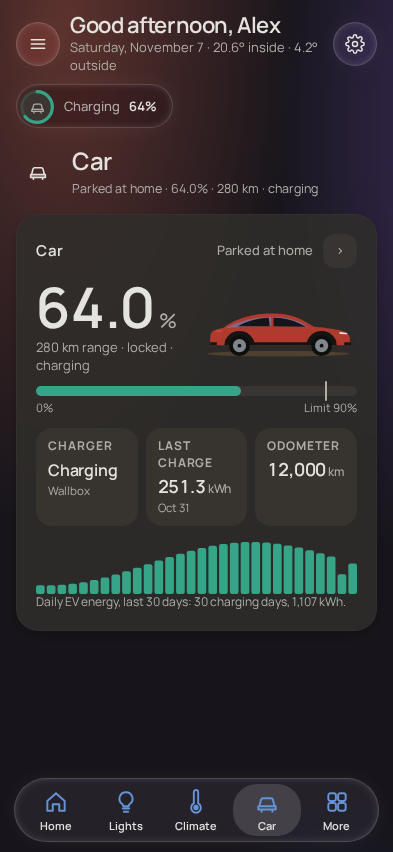 Good afternoon, Alex
Saturday, November 7 · 20.6° inside · 4.2°
outside
Charging 64%
Car
Parked at home · 64.0% · 280 km · charging
Car
Parked at home
64.0 %
280 km range · locked ·
charging
0%
Limit 90%
CHARGER
Charging
Wallbox
LAST
CHARGE
251.3 kWh
Oct 31
ODOMETER
12,000 km
Daily EV energy, last 30 days: 30 charging days, 1,107 kWh.
Home
Lights
Climate
Car
More